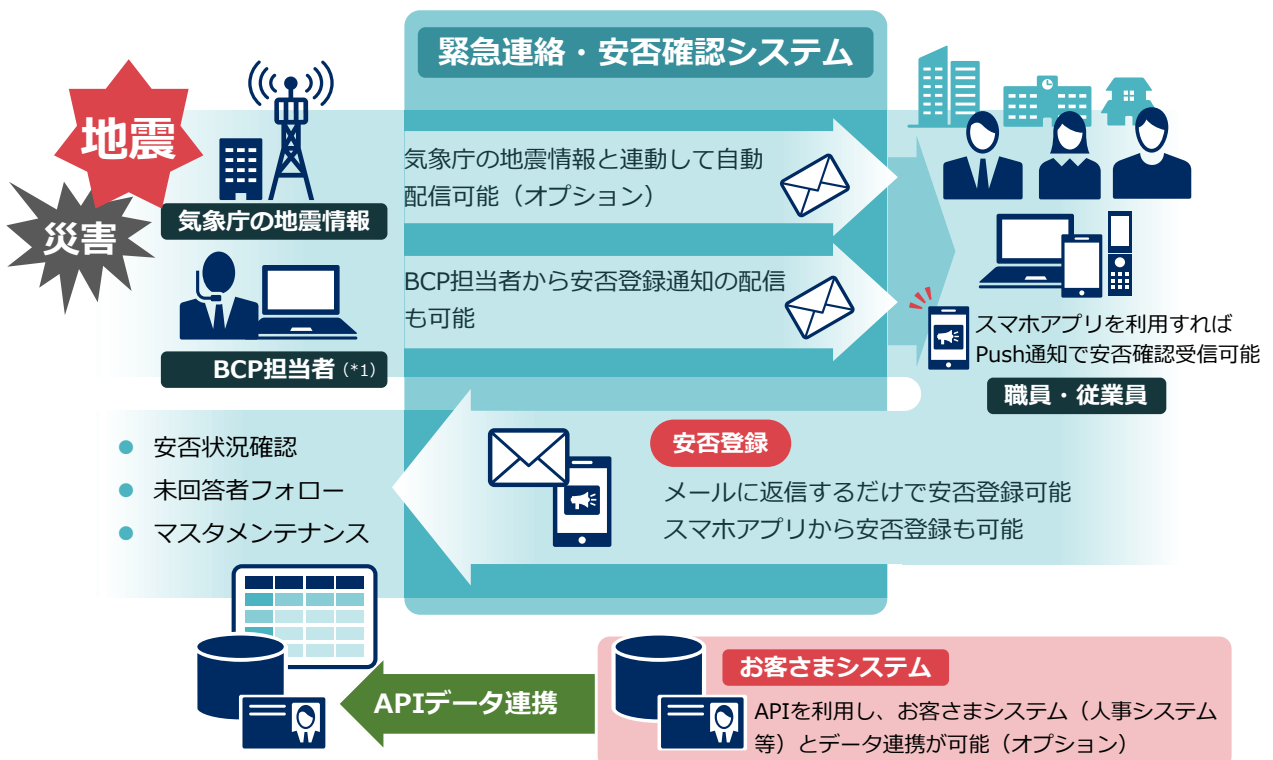 緊急連絡・安否確認システム
地震
災害
気象庁の地震情報
気象庁の地震情報と連動して自動
配信可能（オプション）
BCP担当者から安否登録通知の配信
も可能
BCP担当者（*1）
スマホアプリを利用すれば
Push通知で安否確認受信可能
職員・従業員
安否登録
メールに返信するだけで安否登録可能
スマホアプリから安否登録も可能
● 安否状況確認
● 未回答者フォロー
● マスタメンテナンス
APIデータ連携
お客さまシステム
APIを利用し、お客さまシステム（人事システム
等）とデータ連携が可能（オプション）